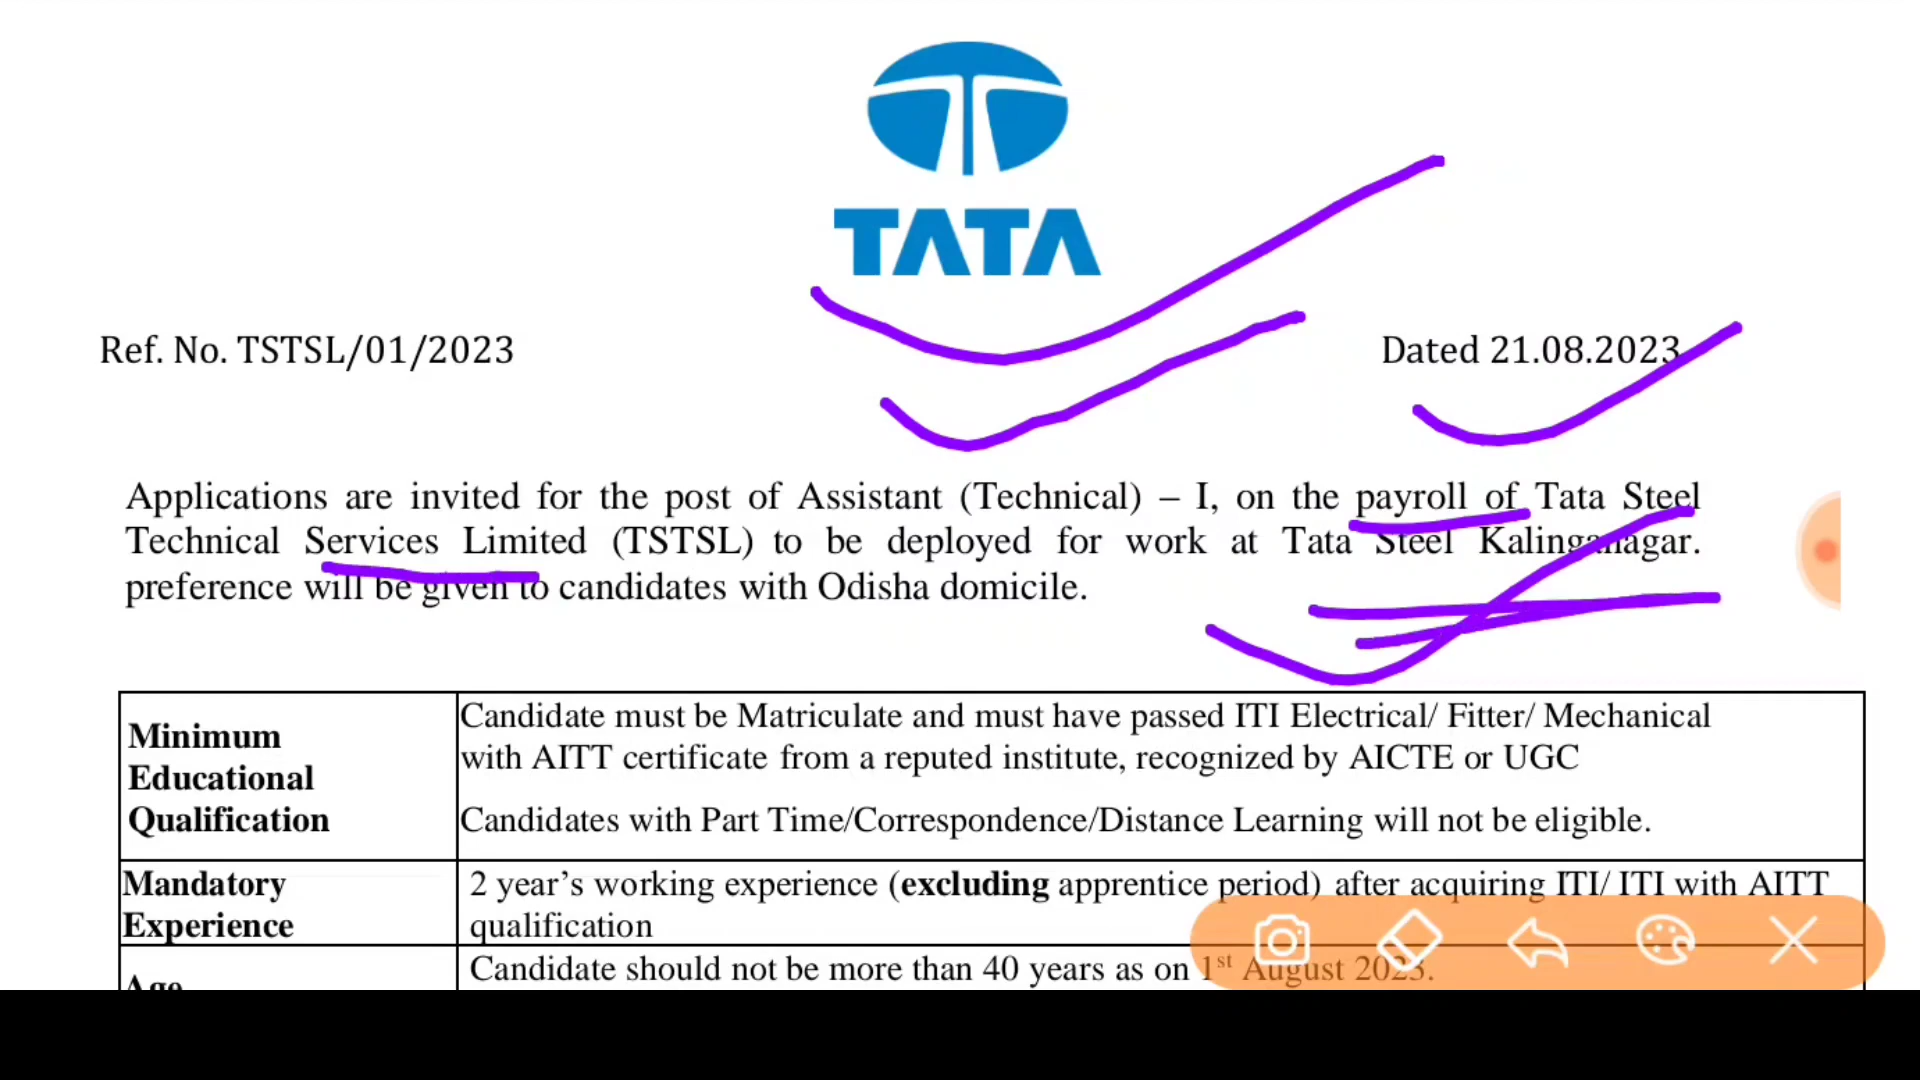 TATA
Ref. No. TSTSL/01/2023 Dated 21.08.2023
Applications are invited for the post of Assistant (Technical) – I, on the payroll of Tata Steel
Technical Services Limited (TSTSL) to be deployed for work at Tata Steel Kalinganagar.
preference will be given to candidates with Odisha domicile.
Minimum
Educational
Qualification
Candidate must be Matriculate and must have passed ITI Electrical/ Fitter/ Mechanical
with AITT certificate from a reputed institute, recognized by AICTE or UGC
Candidates with Part Time/Correspondence/Distance Learning will not be eligible.
Mandatory
Experience
2 year’s working experience (excluding apprentice period) after acquiring ITI/ ITI with AITT
qualification
Age
Candidate should not be more than 40 years as on 1st August 2023.